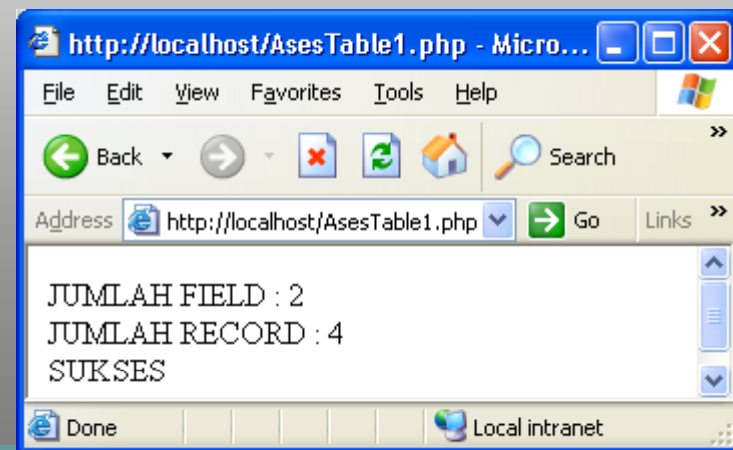 http://localhost/AsesTable1.php - Micro...
File Edit View Favorites Tools Help
Back Search
Address http://localhost/AsesTable1.php Go Links
JUMLAH FIELD : 2
JUMLAH RECORD : 4
SUKSES
Done Local intranet